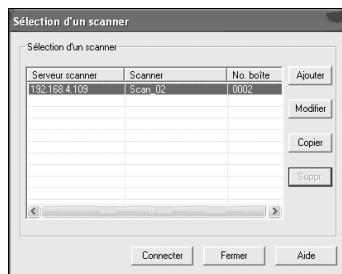 Sélection d'un scanner
Sélection d'un scanner
Serveur scanner Scanner No. boîte
192.168.4.109 Scan_02 0002
Ajouter
Modifier
Copier
Suppr.
Connecter Fermer Aide